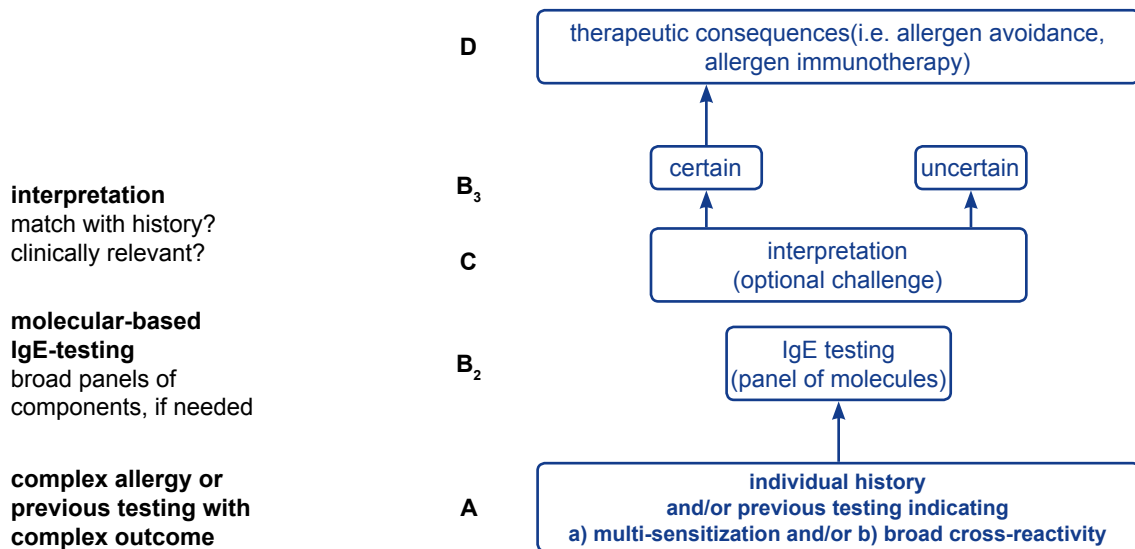 D
therapeutic consequences(i.e. allergen avoidance,
allergen immunotherapy)
interpretation
match with history?
clinically relevant?
B₃
certain
uncertain
C
interpretation
(optional challenge)
molecular-based
IgE-testing
broad panels of
components, if needed
B₂
IgE testing
(panel of molecules)
complex allergy or
previous testing with
complex outcome
A
individual history
and/or previous testing indicating
a) multi-sensitization and/or b) broad cross-reactivity